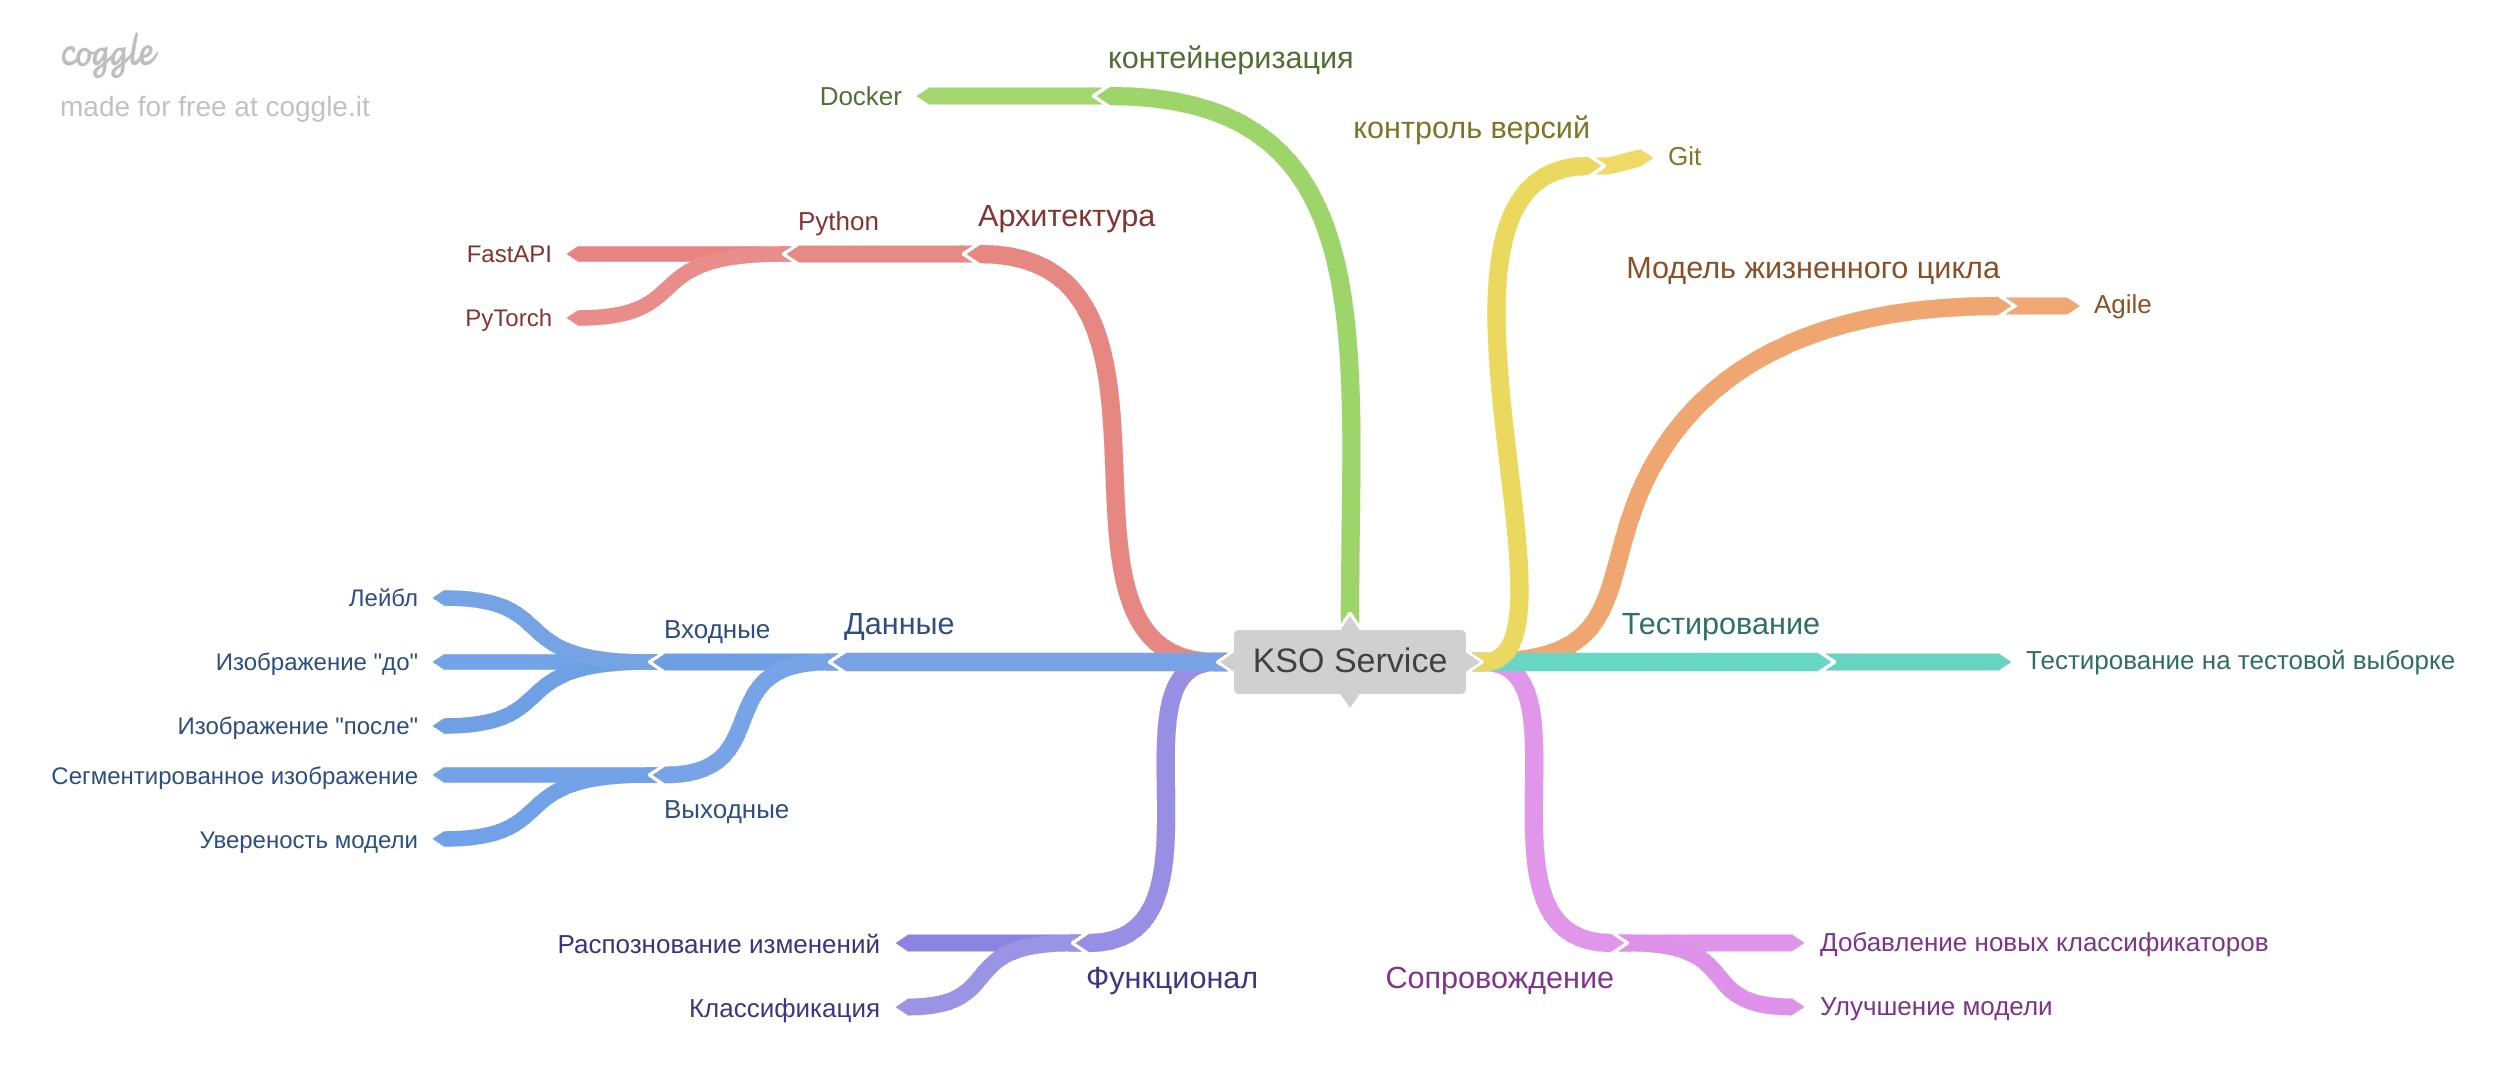 coggle
made for free at coggle.it
контейнеризация
Docker
контроль версий
Git
Архитектура
Python
FastAPI
PyTorch
Модель жизненного цикла
Agile
KSO Service
Данные
Входные
Лейбл
Изображение "до"
Изображение "после"
Выходные
Сегментированное изображение
Увереность модели
Тестирование
Тестирование на тестовой выборке
Функционал
Распознование изменений
Классификация
Сопровождение
Добавление новых классификаторов
Улучшение модели